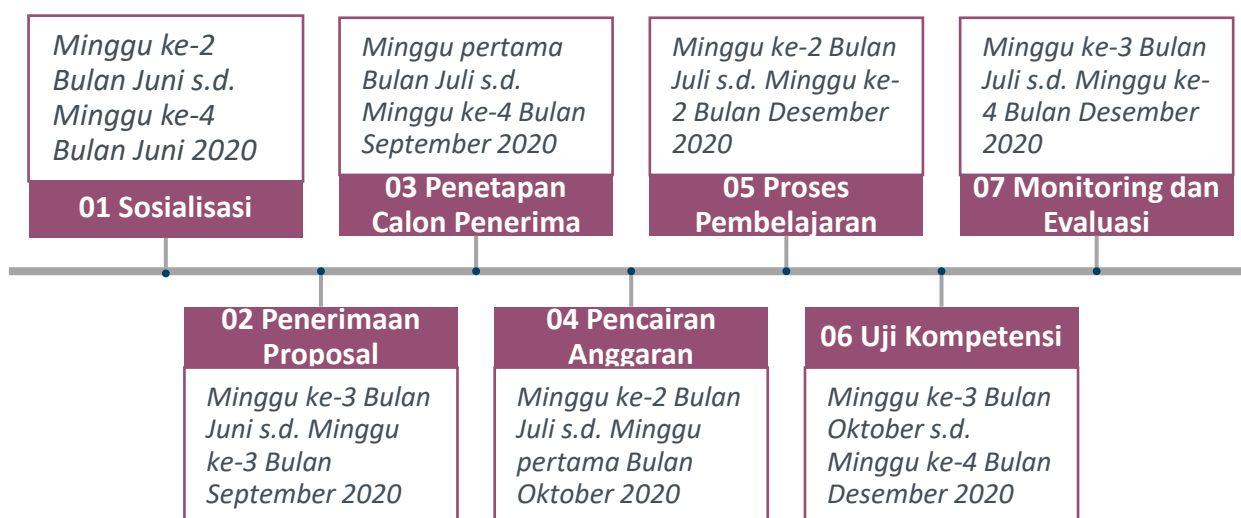 Minggu ke-2
Bulan Juni s.d.
Minggu ke-4
Bulan Juni 2020
01 Sosialisasi
02 Penerimaan
Proposal
Minggu ke-3 Bulan
Juni s.d. Minggu
ke-3 Bulan
September 2020
Minggu pertama
Bulan Juli s.d.
Minggu ke-4 Bulan
September 2020
03 Penetapan
Calon Penerima
04 Pencairan
Anggaran
Minggu ke-2 Bulan
Juli s.d. Minggu
pertama Bulan
Oktober 2020
Minggu ke-2 Bulan
Juli s.d. Minggu ke-
2 Bulan Desember
2020
05 Proses
Pembelajaran
06 Uji Kompetensi
Minggu ke-3 Bulan
Oktober s.d.
Minggu ke-4 Bulan
Desember 2020
Minggu ke-3 Bulan
Juli s.d. Minggu ke-
4 Bulan Desember
2020
07 Monitoring dan
Evaluasi